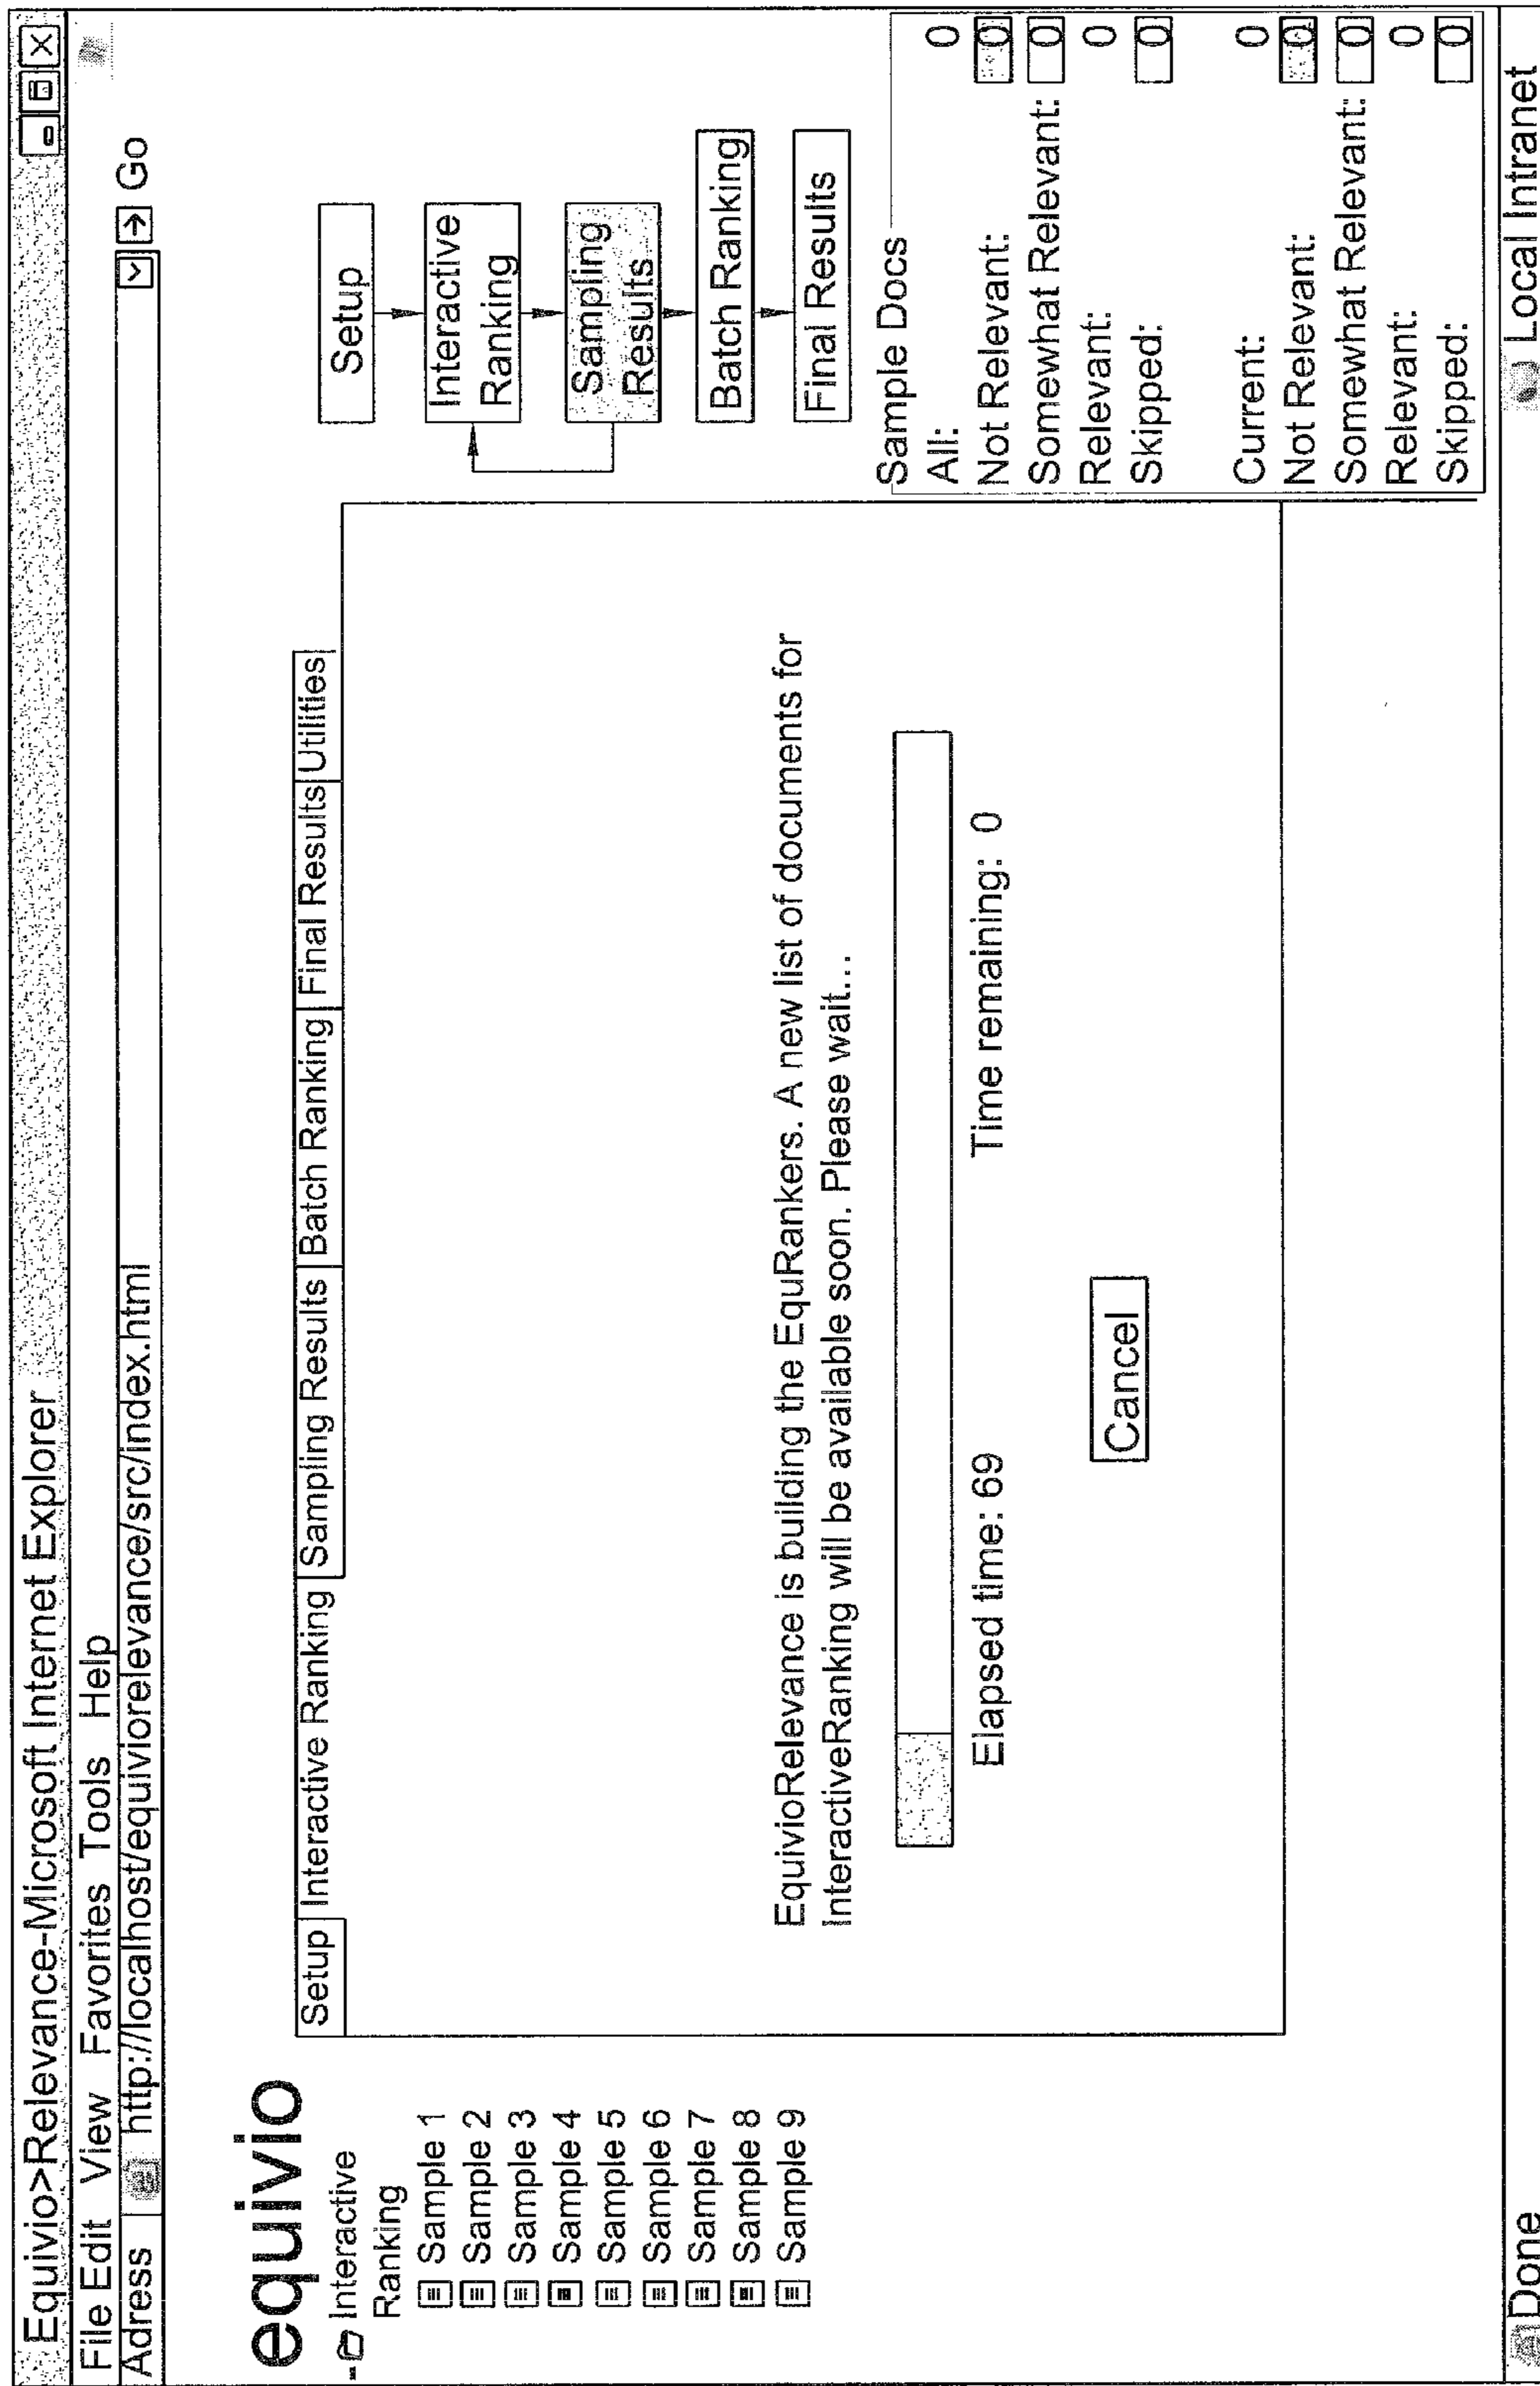 Equivio>Relevance-Microsoft Internet Explorer
File Edit View Favorites Tools Help
Adress http://localhost/equiviorelevance/src/index.html Go
equivio
Interactive
Ranking
Sample 1
Sample 2
Sample 3
Sample 4
Sample 5
Sample 6
Sample 7
Sample 8
Sample 9
Setup Interactive Ranking Sampling Results Batch Ranking Final Results Utilities
EquivioRelevance is building the EquRankers. A new list of documents for
InteractiveRanking will be available soon. Please wait...
Elapsed time: 69 Time remaining: 0
Cancel
Setup
Interactive
Ranking
Sampling
Results
Batch Ranking
Final Results
Sample Docs
All: 0
Not Relevant: 0
Somewhat Relevant: 0
Relevant: 0
Skipped: 0
Current: 0
Not Relevant: 0
Somewhat Relevant: 0
Relevant: 0
Skipped: 0
Done Local Intranet